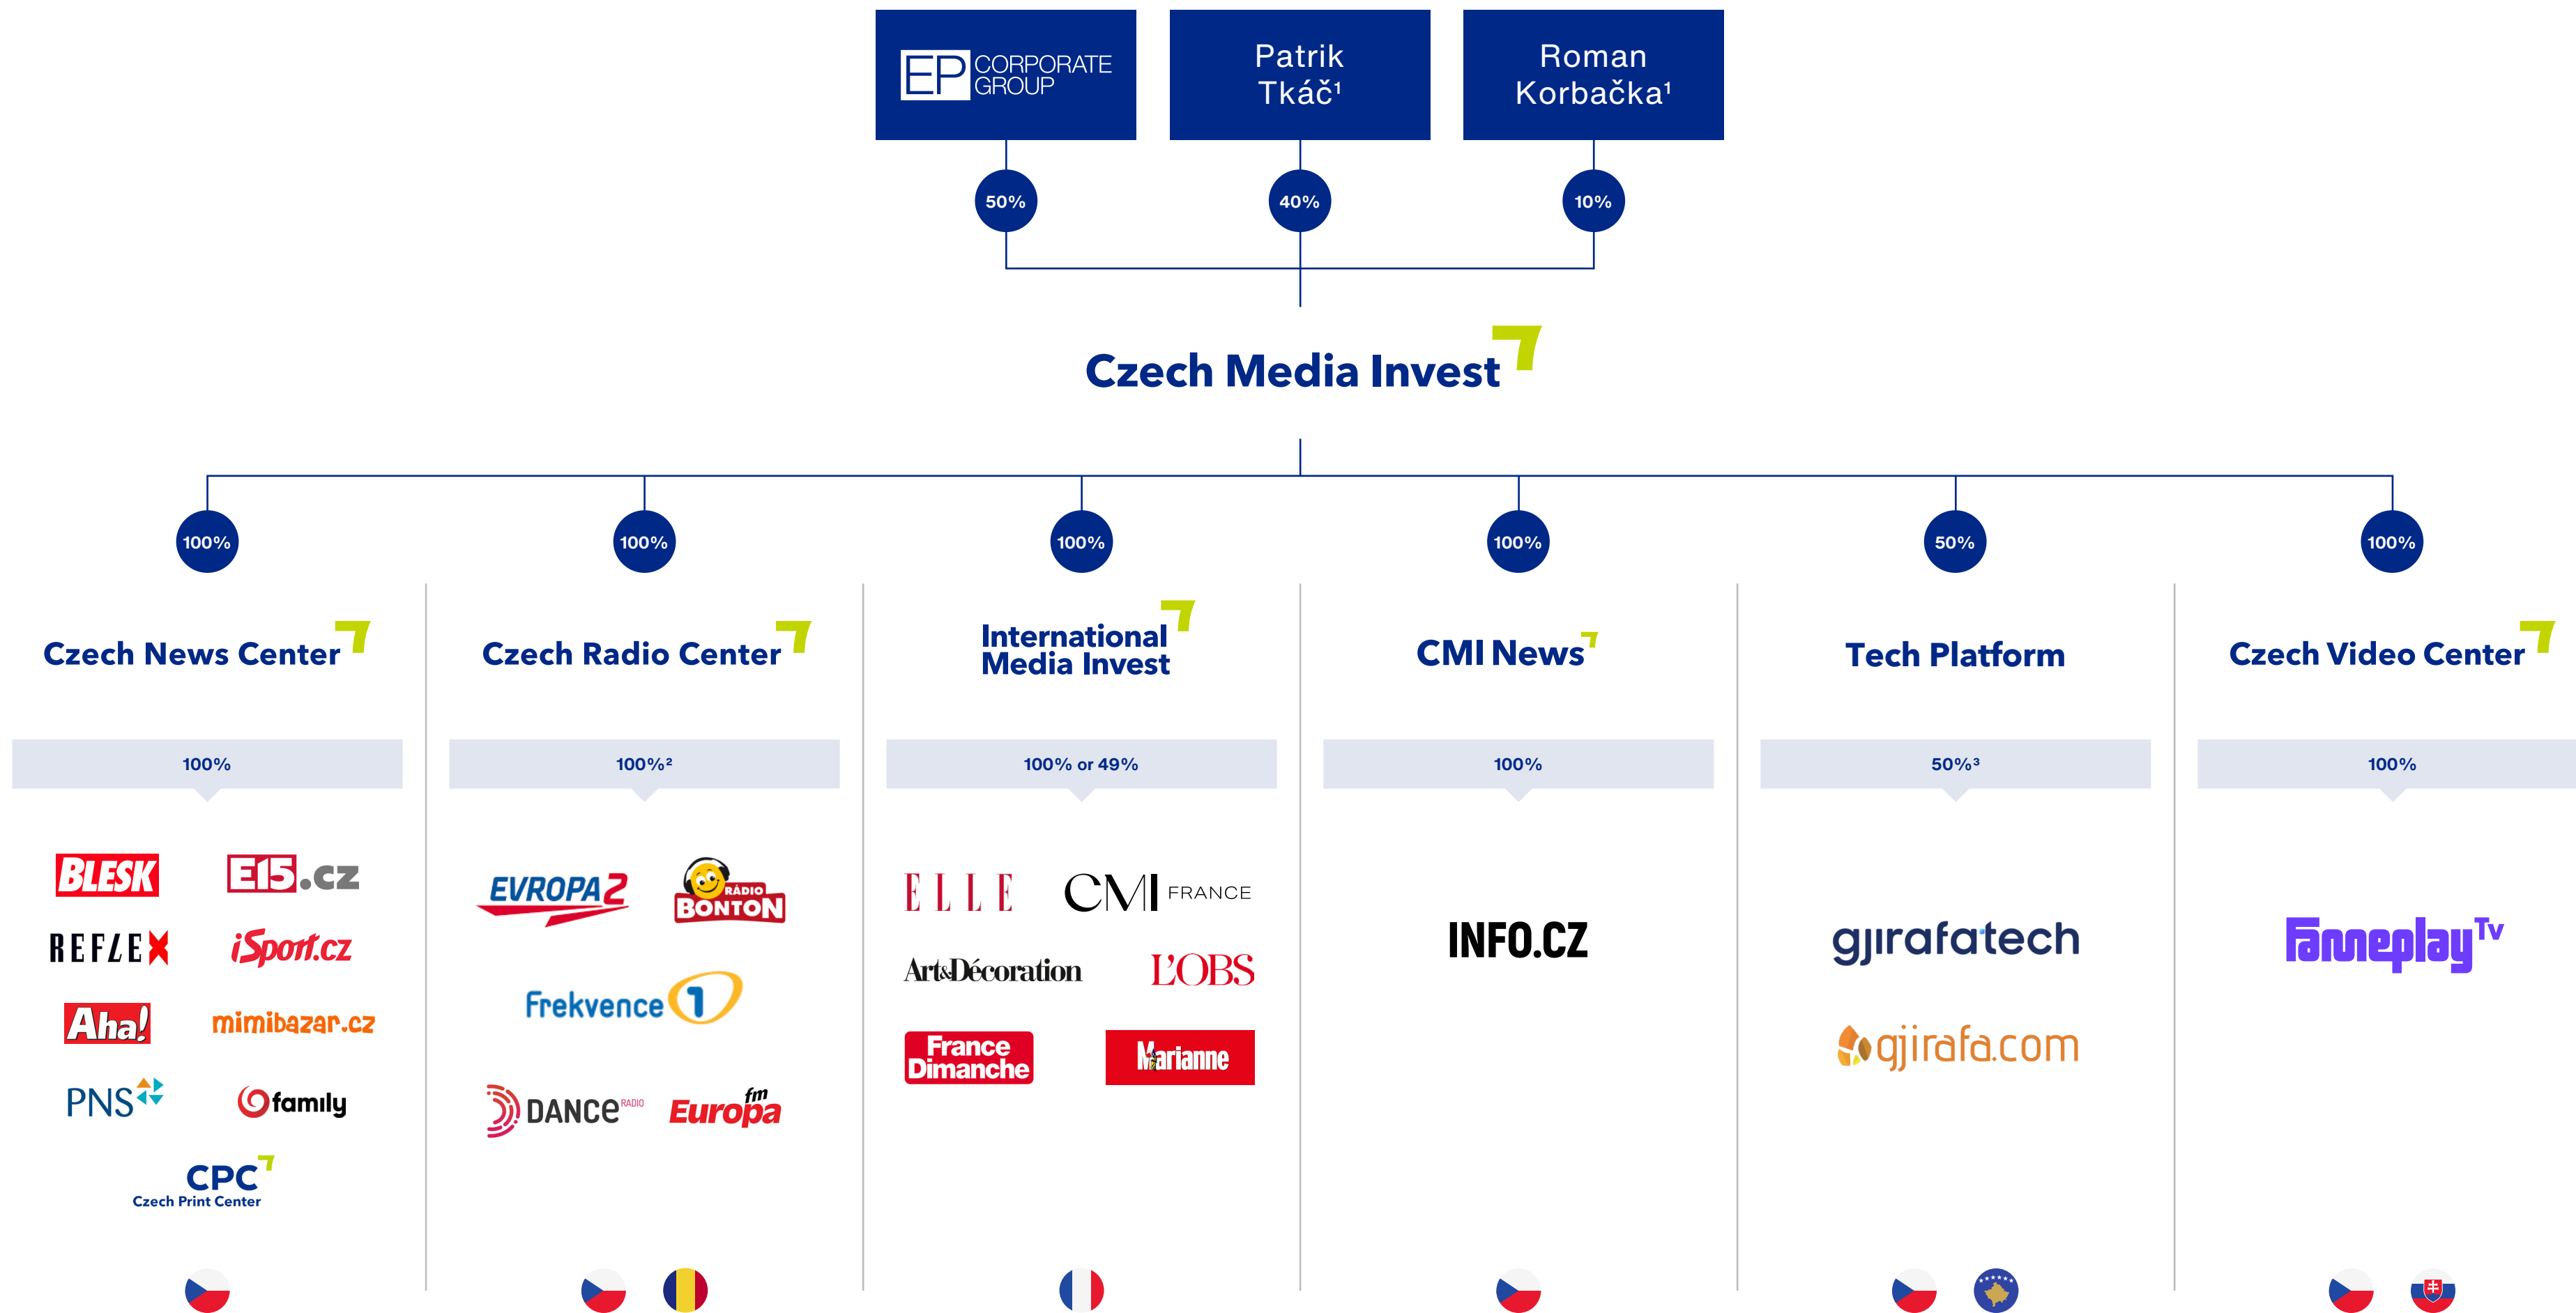 EP CORPORATE
GROUP
Patrik
Tkáč¹
Roman
Korbačka¹
50%
40%
10%
Czech Media Invest
100%
100%
100%
100%
50%
100%
Czech News Center
Czech Radio Center
International
Media Invest
CMI News
Tech Platform
Czech Video Center
100%
100%²
100% or 49%
100%
50%³
100%
BLESK
E15.cz
REFLEX
iSport.cz
Aha!
mimibazar.cz
PNS
family
CPC
Czech Print Center
EVROPA 2
RÁDIO
BONTON
Frekvence 1
DANCE RADIO
fm
Europa
ELLE
CMI FRANCE
Art&Décoration
L'OBS
France
Dimanche
Marianne
INFO.CZ
gjirafatech
gjirafa.com
Fanneplay Tv